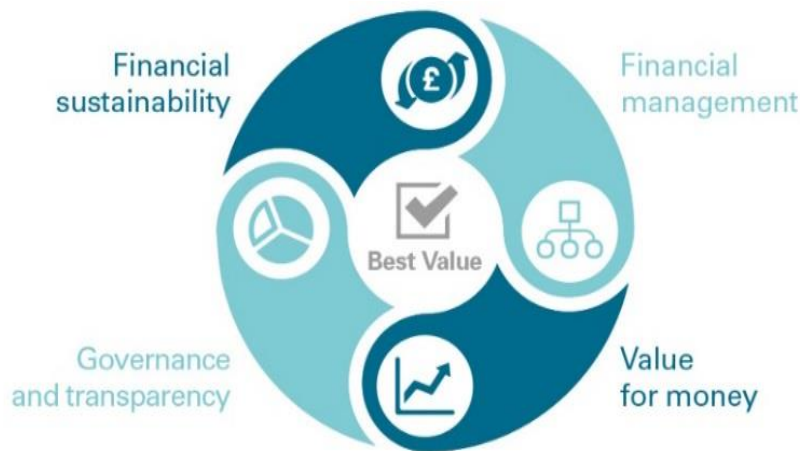 Financial
sustainability
£
Financial
management
Best Value
Governance
and transparency
Value
for money